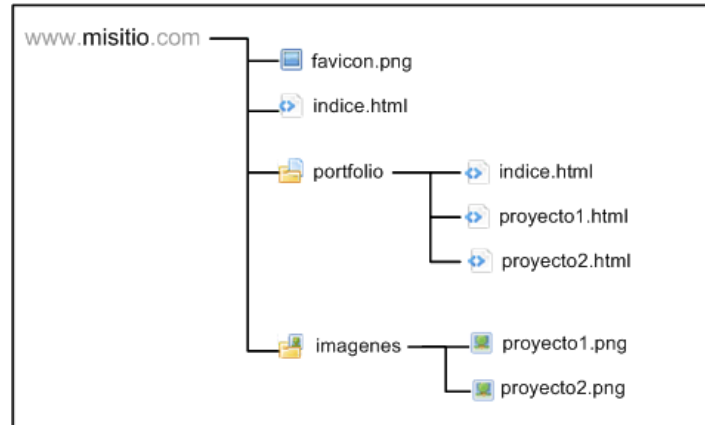 www.misitio.com
favicon.png
indice.html
portfolio
indice.html
proyecto1.html
proyecto2.html
imagenes
proyecto1.png
proyecto2.png